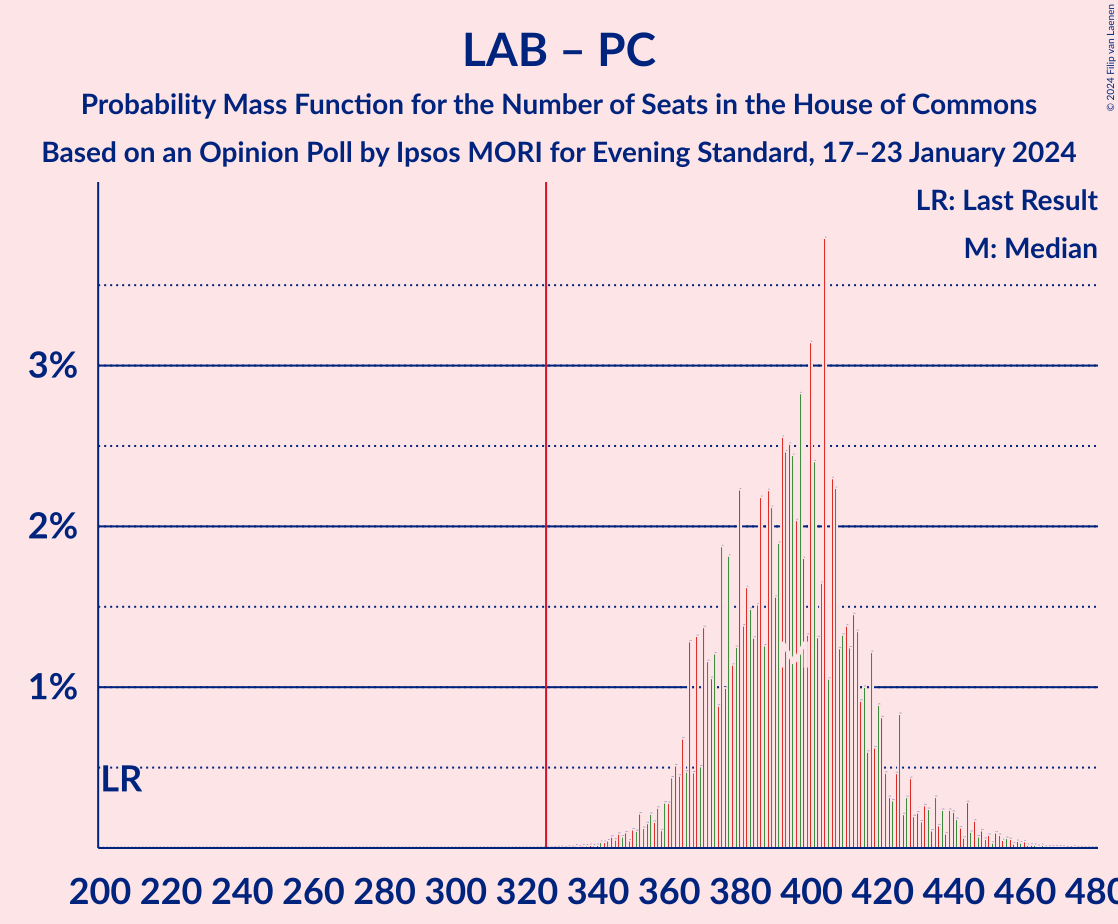 LAB – PC
Probability Mass Function for the Number of Seats in the House of Commons
Based on an Opinion Poll by Ipsos MORI for Evening Standard, 17–23 January 2024
© 2024 Filip van Laenen
LR: Last Result
M: Median
3%
2%
1%
LR
M
200 220 240 260 280 300 320 340 360 380 400 420 440 460 480